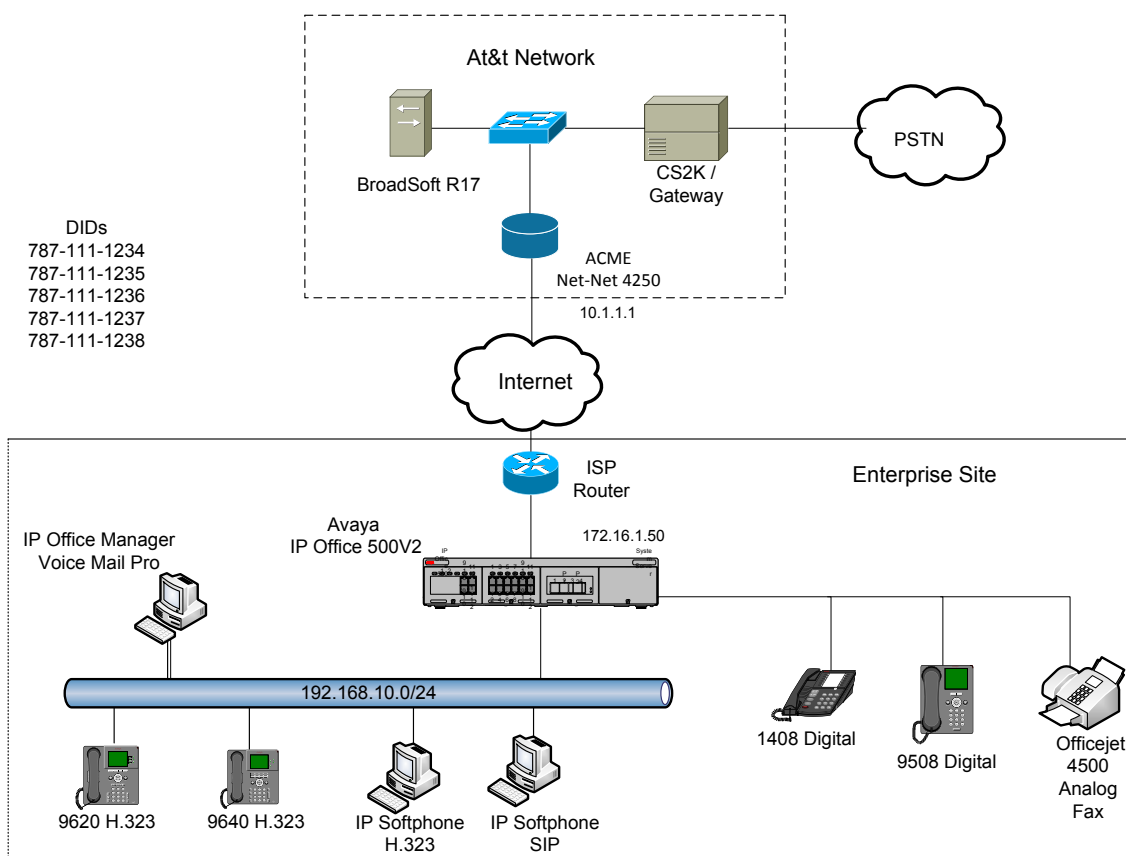 At&t Network
BroadSoft R17
CS2K /
Gateway
PSTN
DIDs
787-111-1234
787-111-1235
787-111-1236
787-111-1237
787-111-1238
ACME
Net-Net 4250
10.1.1.1
Internet
ISP
Router
Enterprise Site
Avaya
IP Office 500V2
172.16.1.50
IP Office Manager
Voice Mail Pro
IP
Syste
192.168.10.0/24
9620 H.323
9640 H.323
IP Softphone
H.323
IP Softphone
SIP
1408 Digital
9508 Digital
Officejet
4500
Analog
Fax